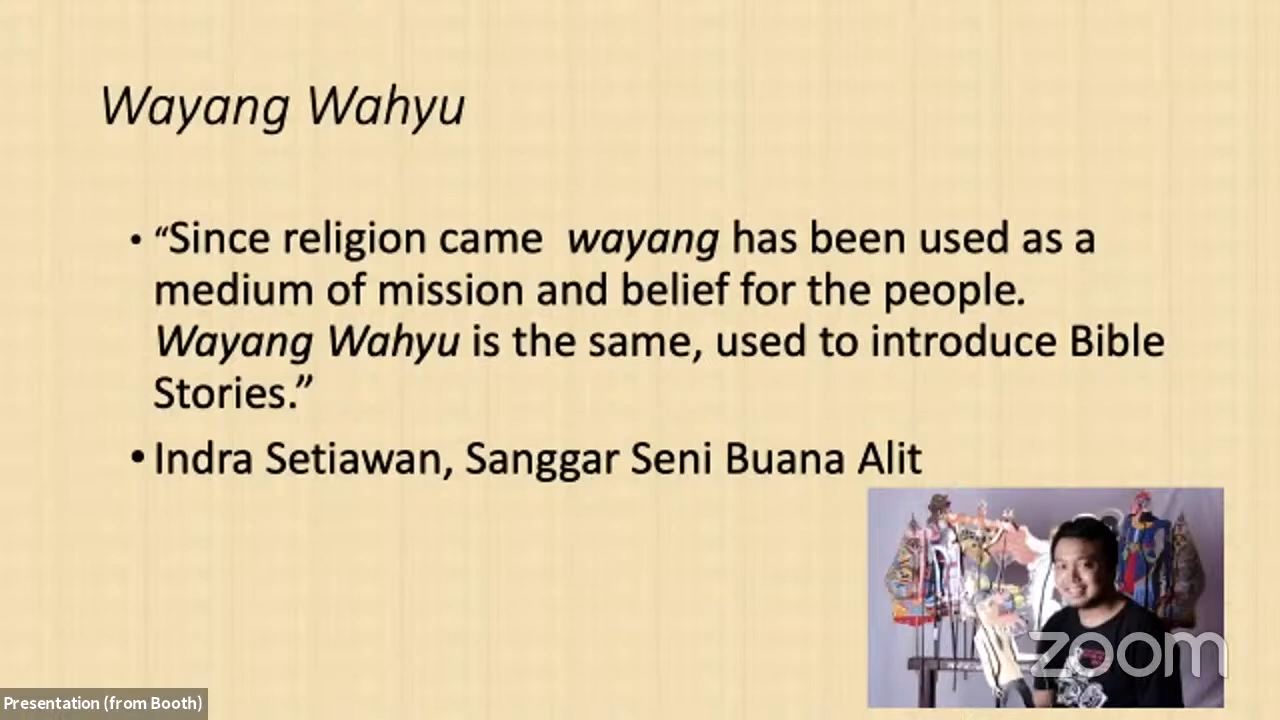 Wayang Wahyu
• “Since religion came wayang has been used as a
medium of mission and belief for the people.
Wayang Wahyu is the same, used to introduce Bible
Stories.”
• Indra Setiawan, Sanggar Seni Buana Alit
zoom
Presentation (from Booth)